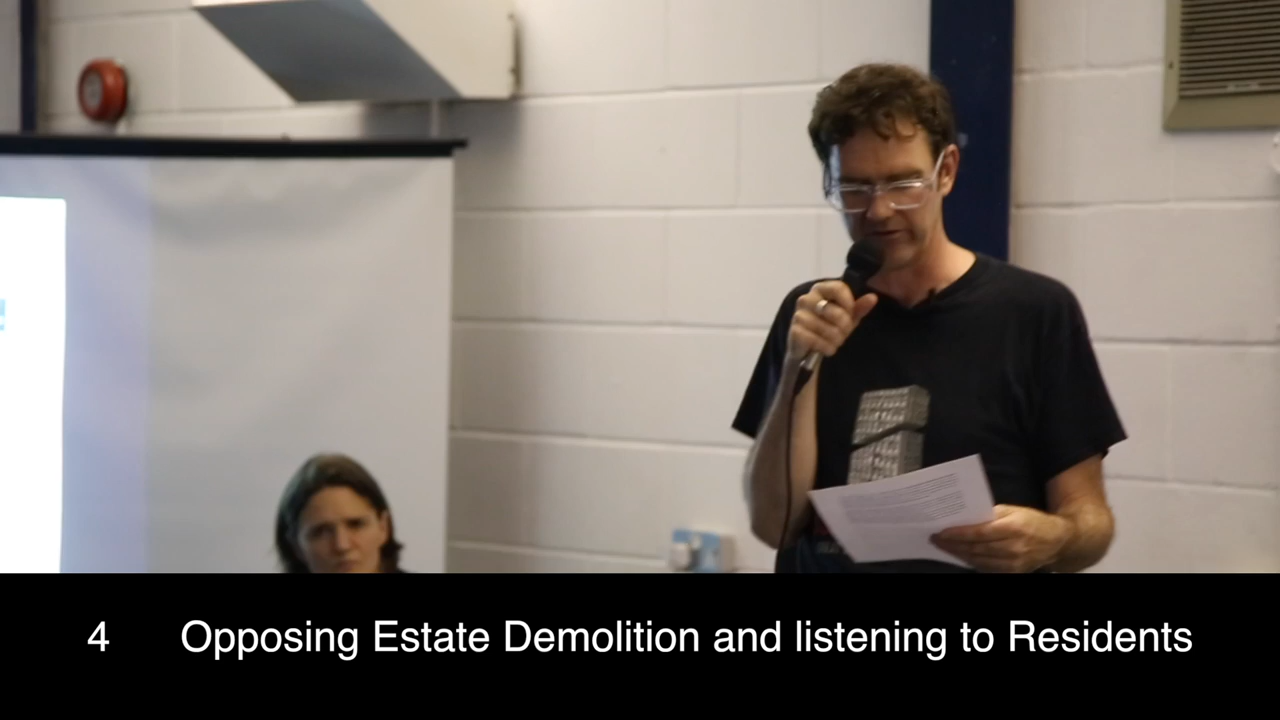 4 Opposing Estate Demolition and listening to Residents